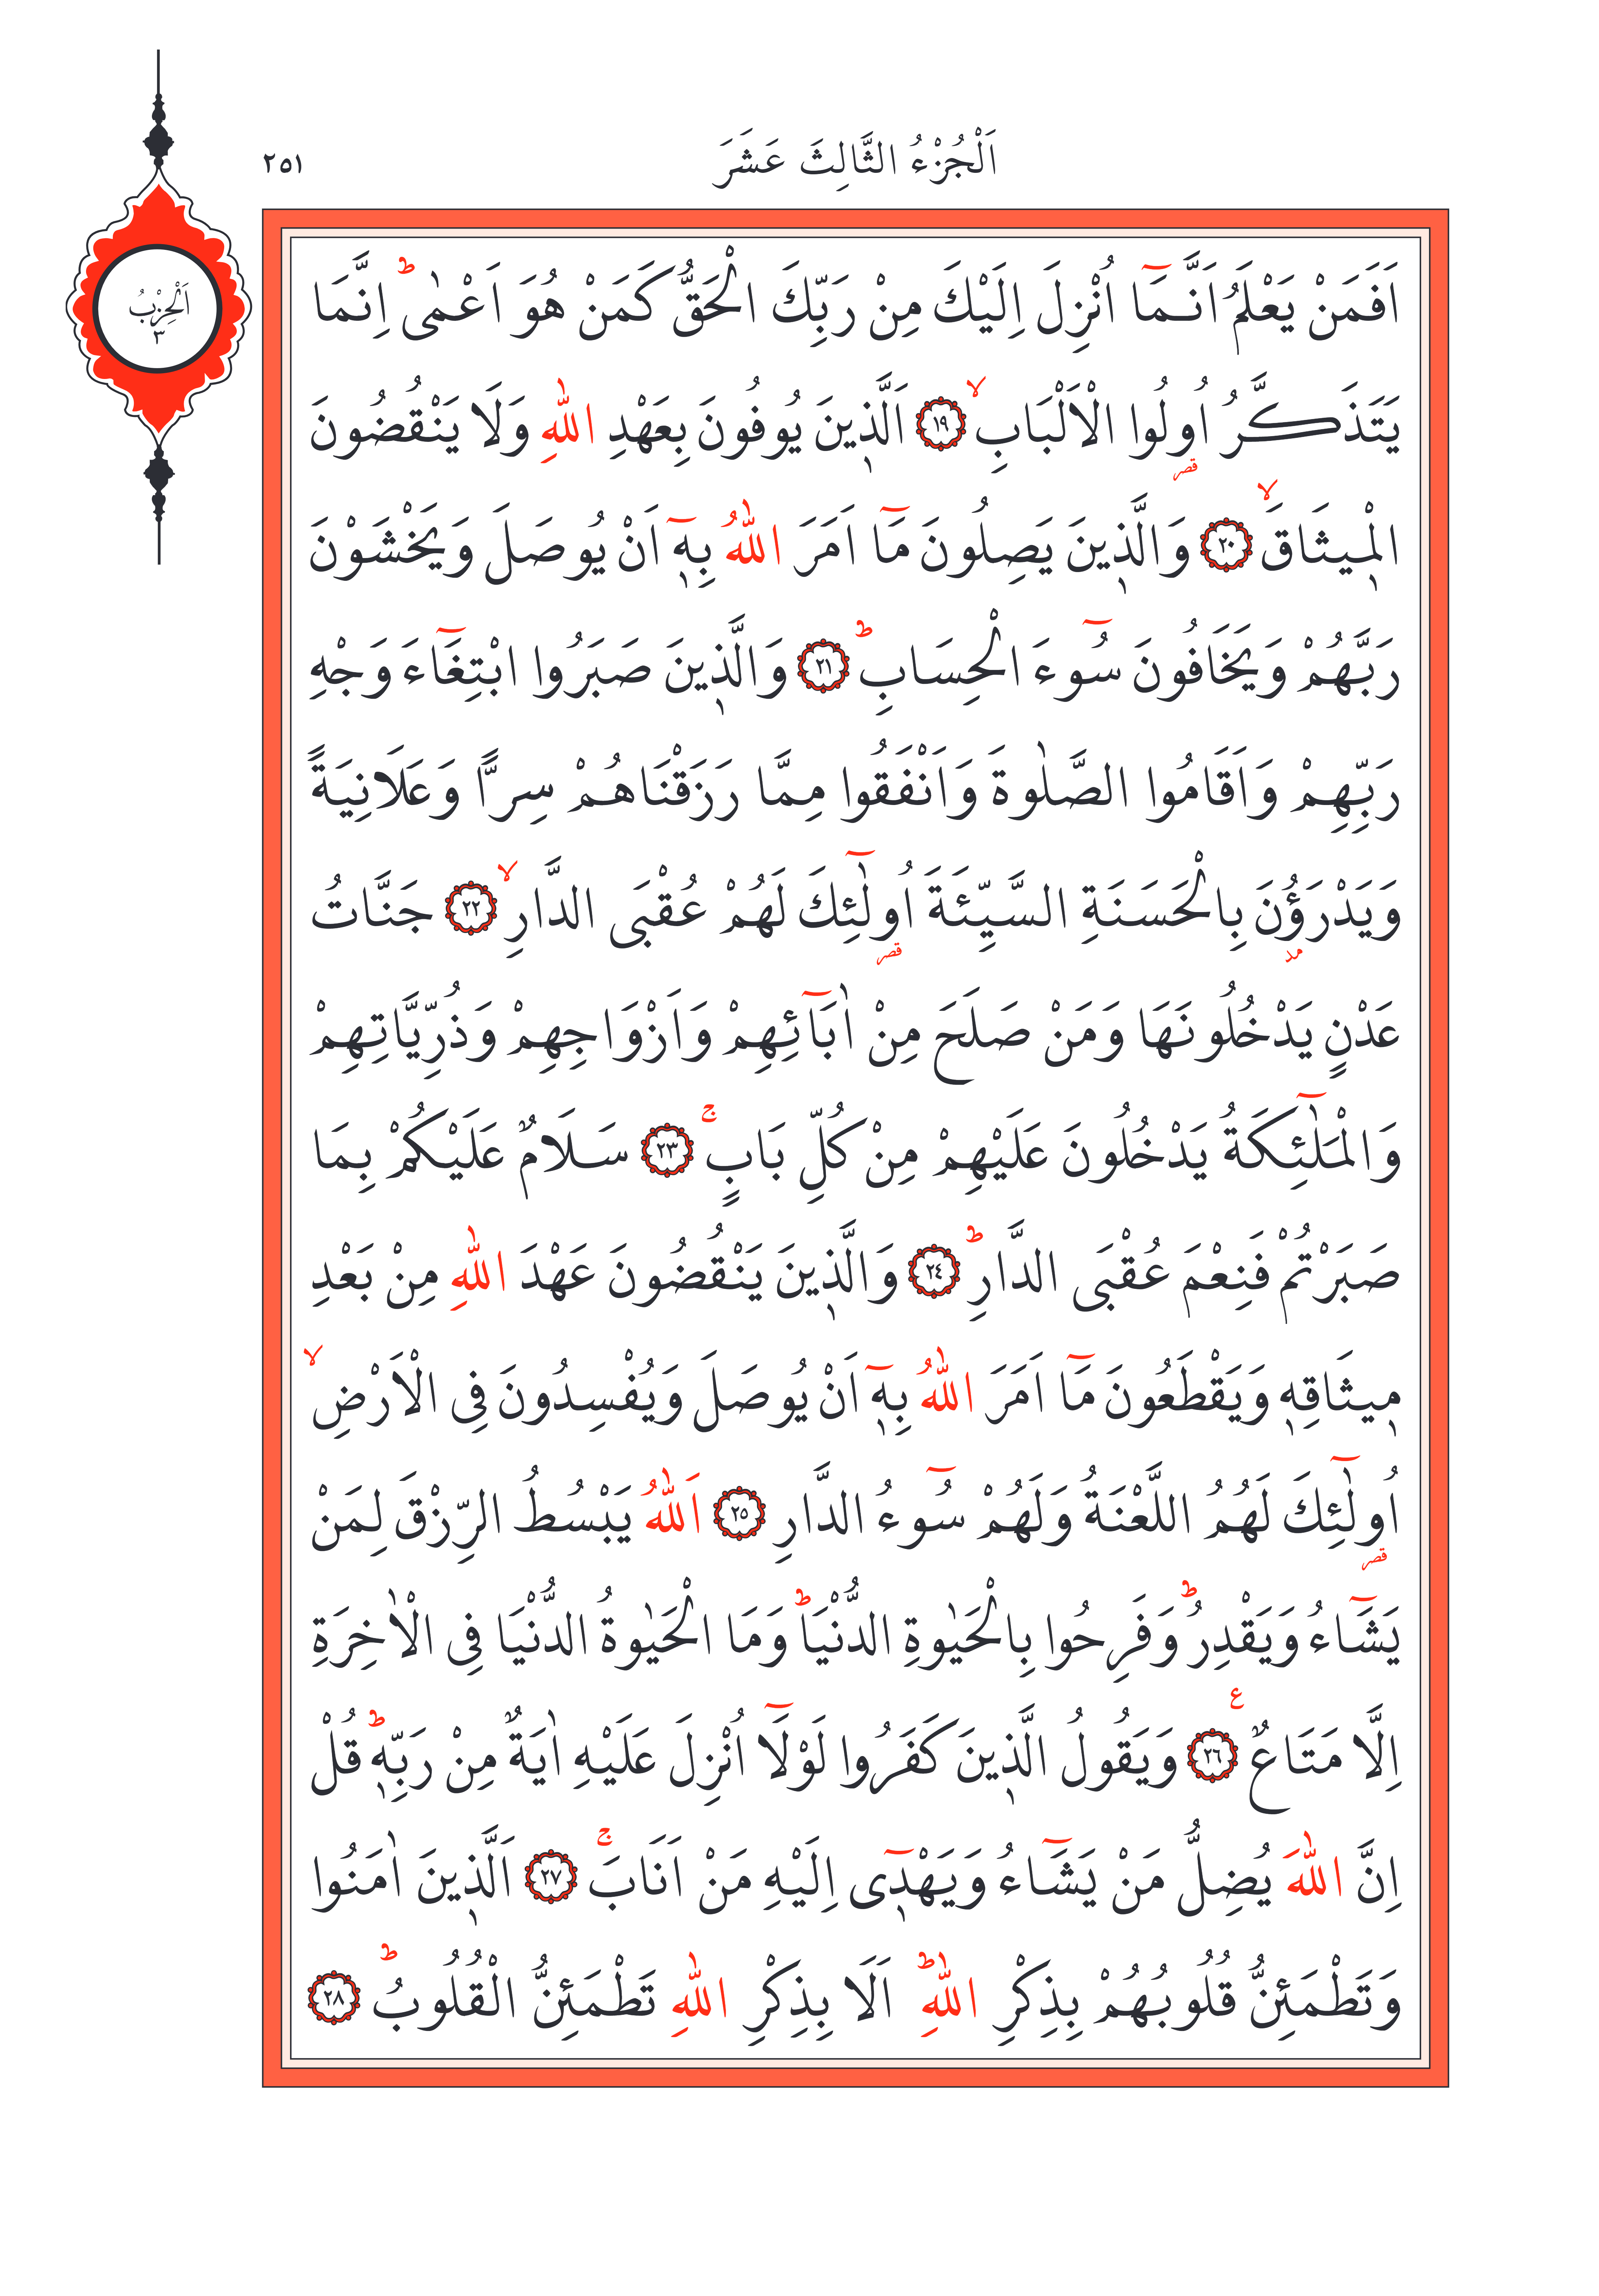 اَلْجُزْءُ الثَّالِثَ عَشَرَ
٢٥١
اَلْحِزْبُ
٣
اَفَمَنْ يَعْلَمُ اَنَّمَٓا اُنْزِلَ اِلَيْكَ مِنْ رَبِّكَ الْحَقُّ كَمَنْ هُوَ اَعْمٰىۜ اِنَّمَا
يَتَذَكَّرُ اُو۬لُوا الْاَلْبَابِۙ ﴿١٩﴾ اَلَّذ۪ينَ يُوفُونَ بِعَهْدِ اللّٰهِ وَلَا يَنْقُضُونَ
الْم۪يثَاقَۙ ﴿٢٠﴾ وَالَّذ۪ينَ يَصِلُونَ مَٓا اَمَرَ اللّٰهُ بِه۪ٓ اَنْ يُوصَلَ وَيَخْشَوْنَ
رَبَّهُمْ وَيَخَافُونَ سُٓوءَ الْحِسَابِۜ ﴿٢١﴾ وَالَّذ۪ينَ صَبَرُوا ابْتِغَٓاءَ وَجْهِ
رَبِّهِمْ وَاَقَامُوا الصَّلٰوةَ وَاَنْفَقُوا مِمَّا رَزَقْنَاهُمْ سِرًّا وَعَلَانِيَةً
وَيَدْرَؤُ۫نَ بِالْحَسَنَةِ السَّيِّئَةَ اُو۬لٰٓئِكَ لَهُمْ عُقْبَى الدَّارِۙ ﴿٢٢﴾ جَنَّاتُ
عَدْنٍ يَدْخُلُونَهَا وَمَنْ صَلَحَ مِنْ اٰبَٓائِهِمْ وَاَزْوَاجِهِمْ وَذُرِّيَّاتِهِمْ
وَالْمَلٰٓئِكَةُ يَدْخُلُونَ عَلَيْهِمْ مِنْ كُلِّ بَابٍۚ ﴿٢٣﴾ سَلَامٌ عَلَيْكُمْ بِمَا
صَبَرْتُمْ فَنِعْمَ عُقْبَى الدَّارِۜ ﴿٢٤﴾ وَالَّذ۪ينَ يَنْقُضُونَ عَهْدَ اللّٰهِ مِنْ بَعْدِ
م۪يثَاقِه۪ وَيَقْطَعُونَ مَٓا اَمَرَ اللّٰهُ بِه۪ٓ اَنْ يُوصَلَ وَيُفْسِدُونَ فِى الْاَرْضِۙ
اُو۬لٰٓئِكَ لَهُمُ اللَّعْنَةُ وَلَهُمْ سُٓوءُ الدَّارِ ﴿٢٥﴾ اَللّٰهُ يَبْسُطُ الرِّزْقَ لِمَنْ
يَشَٓاءُ وَيَقْدِرُۜ وَفَرِحُوا بِالْحَيٰوةِ الدُّنْيَاۜ وَمَا الْحَيٰوةُ الدُّنْيَا فِى الْاٰخِرَةِ
اِلَّا مَتَاعٌ۟ ﴿٢٦﴾ وَيَقُولُ الَّذ۪ينَ كَفَرُوا لَوْلَٓا اُنْزِلَ عَلَيْهِ اٰيَةٌ مِنْ رَبِّه۪ۜ قُلْ
اِنَّ اللّٰهَ يُضِلُّ مَنْ يَشَٓاءُ وَيَهْد۪ٓى اِلَيْهِ مَنْ اَنَابَۚ ﴿٢٧﴾ اَلَّذ۪ينَ اٰمَنُوا
وَتَطْمَئِنُّ قُلُوبُهُمْ بِذِكْرِ اللّٰهِۜ اَلَا بِذِكْرِ اللّٰهِ تَطْمَئِنُّ الْقُلُوبُۜ ﴿٢٨﴾